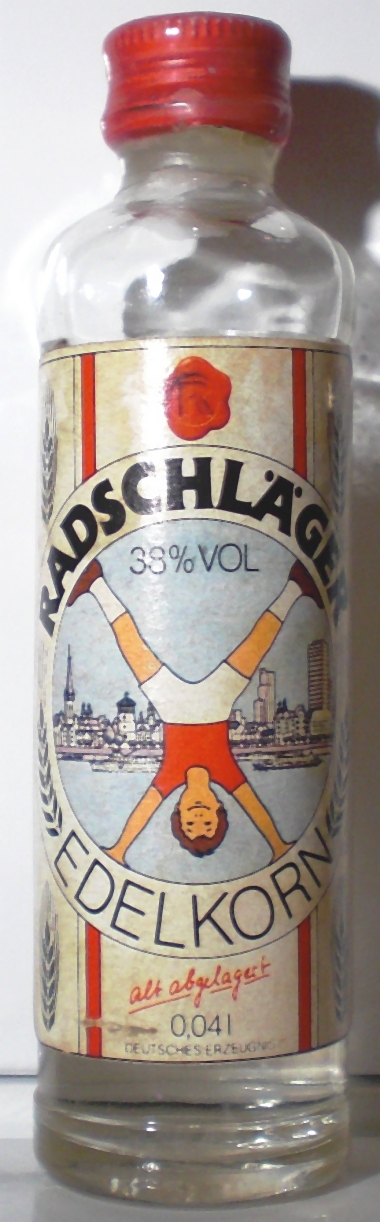 RADSCHLÄGER
38% VOL
EDELKORN
alt abgelagert
0,04 l
DEUTSCHES ERZEUGNIS